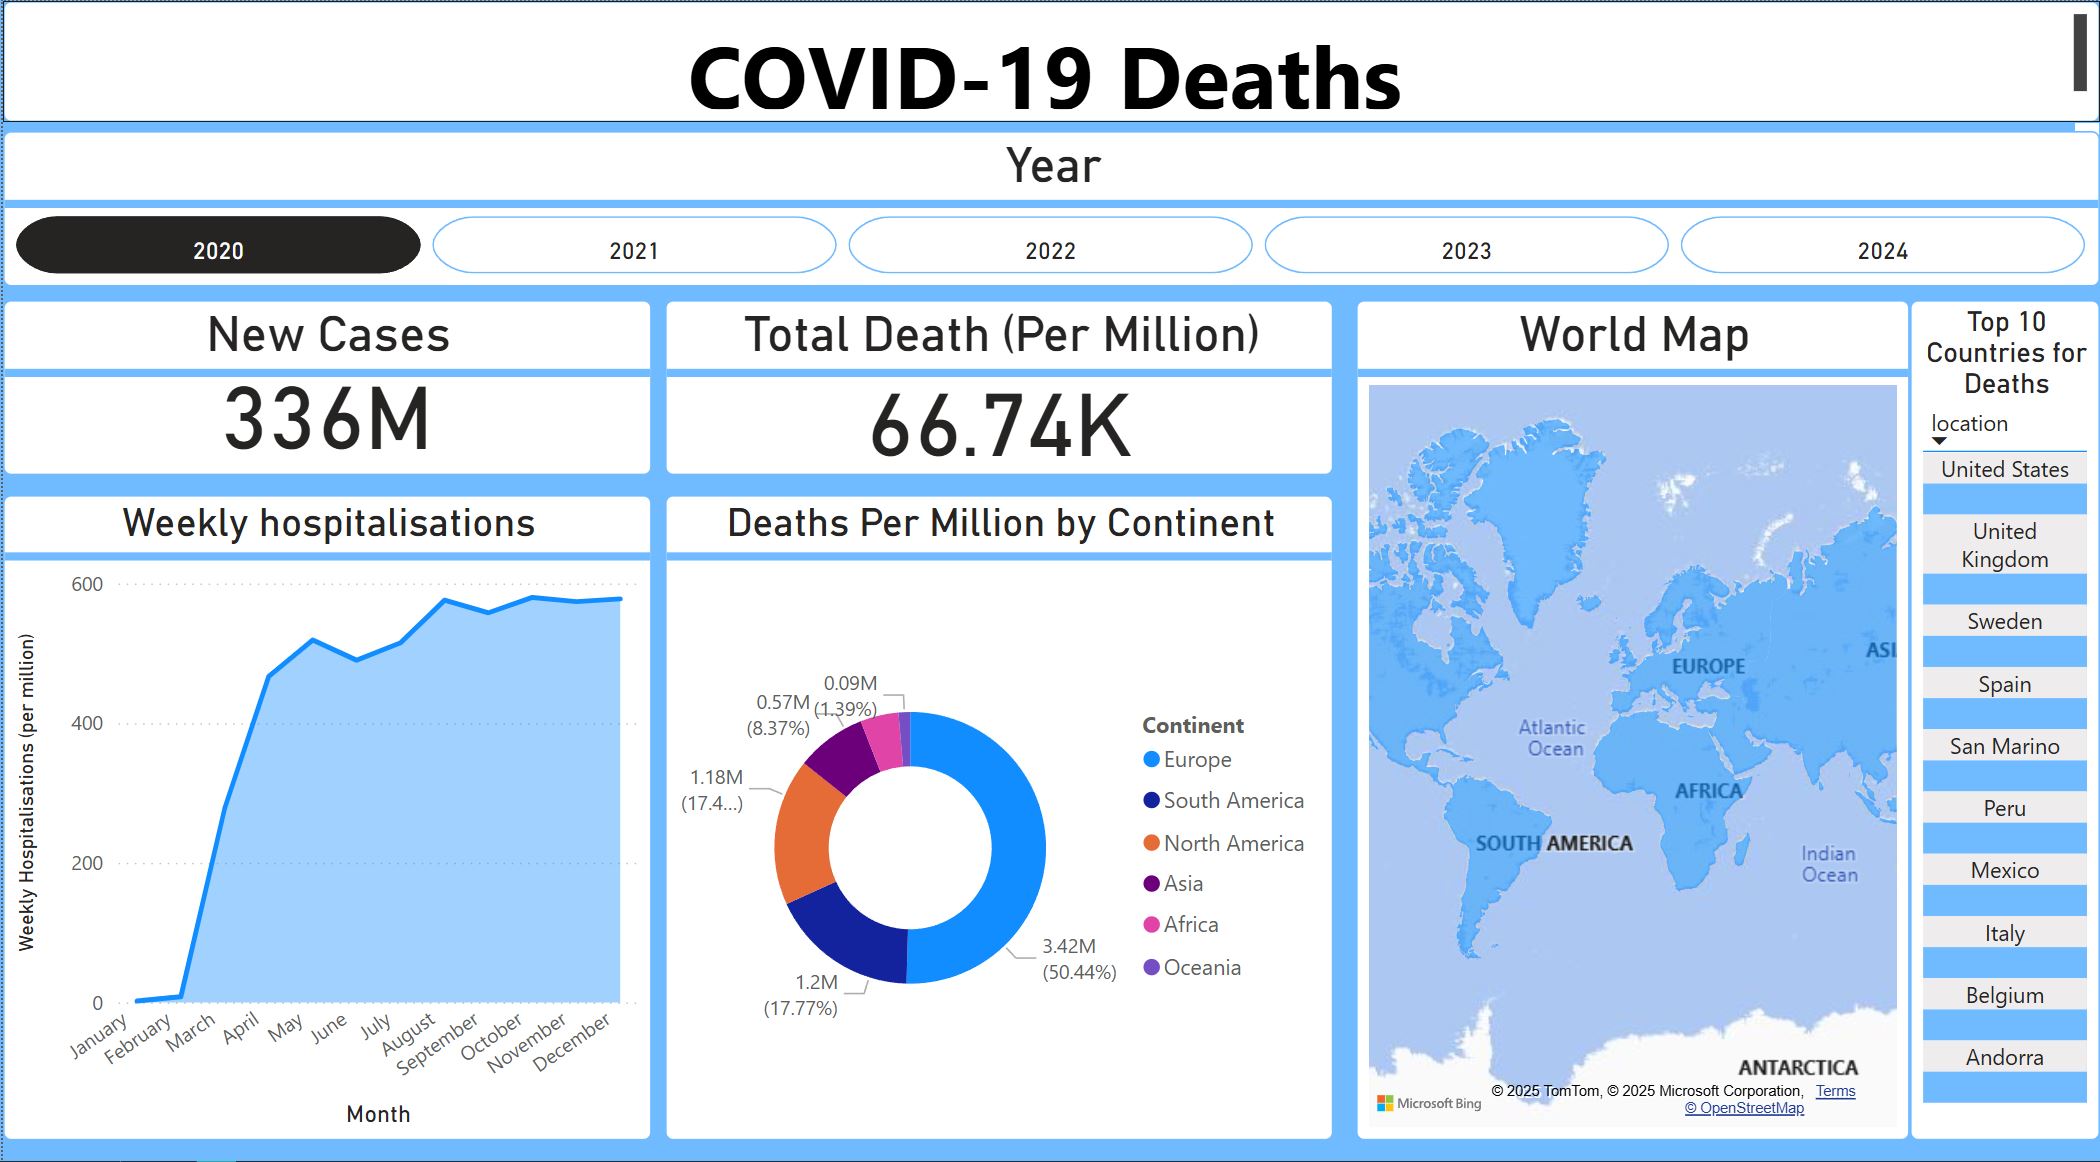 COVID-19 Deaths
Year
2020
2021
2022
2023
2024
New Cases
336M
Total Death (Per Million)
66.74K
Weekly hospitalisations
600
400
200
0
Weekly Hospitalisations (per million)
January
February
March
April
May
June
July
August
September
October
November
December
Month
Deaths Per Million by Continent
0.09M
(1.39%)
0.57M
(8.37%)
1.18M
(17.4...)
1.2M
(17.77%)
3.42M
(50.44%)
Continent
Europe
South America
North America
Asia
Africa
Oceania
World Map
EUROPE
ASI
Atlantic
Ocean
AFRICA
SOUTH AMERICA
Indian
Ocean
ANTARCTICA
Microsoft Bing
© 2025 TomTom, © 2025 Microsoft Corporation, Terms
© OpenStreetMap
Top 10
Countries for
Deaths
location
United States
United
Kingdom
Sweden
Spain
San Marino
Peru
Mexico
Italy
Belgium
Andorra